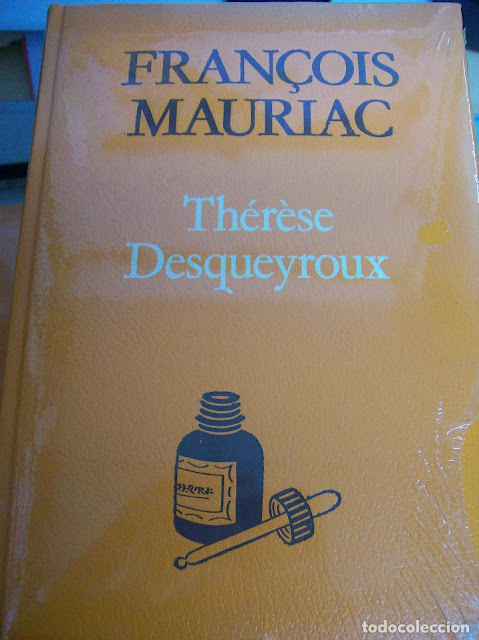 FRANÇOIS
MAURIAC
Thérèse
Desqueyroux
todocoleccion